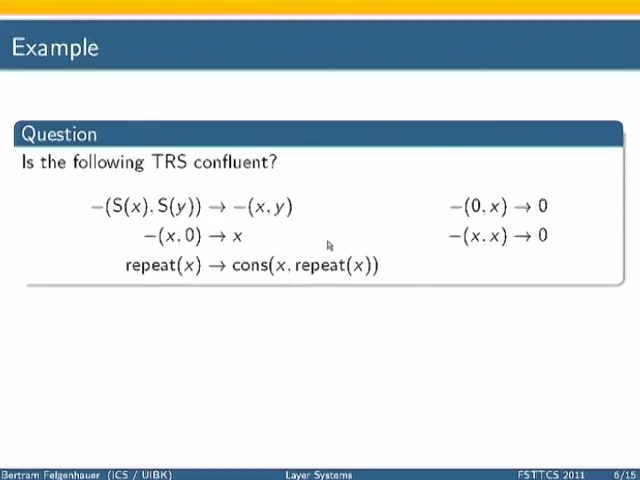 Example
Question
Is the following TRS confluent?
−(S(x), S(y)) → −(x, y) −(0, x) → 0
−(x, 0) → x −(x, x) → 0
repeat(x) → cons(x, repeat(x))
Bertram Felgenhauer (ICS / UIBK) Layer Systems FSTTCS 2011 6/15